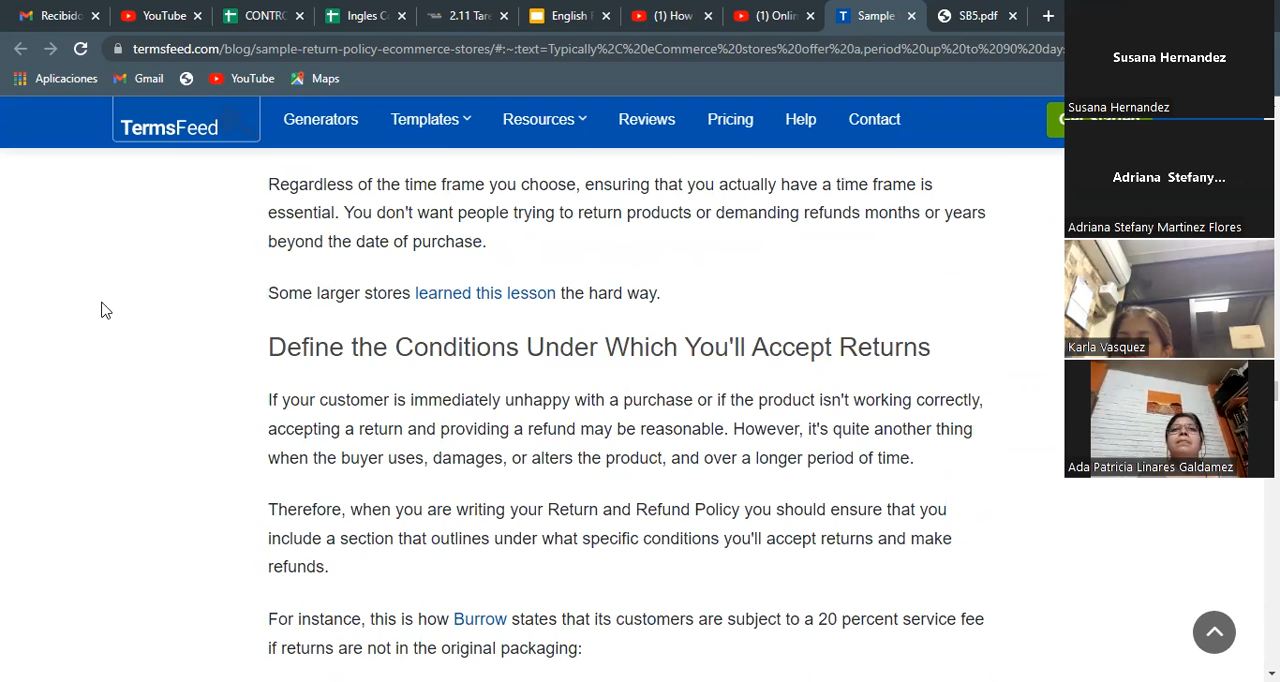 Recibido
YouTube
CONTRO
Ingles C
2.11 Tare
English F
(1) How
(1) Onlin
Sample
SB5.pdf
termsfeed.com/blog/sample-return-policy-ecommerce-stores/#:~:text=Typically%2C%20eCommerce%20stores%20offer%20a,period%20up%20to%2090%20day
Aplicaciones
Gmail
YouTube
Maps
TermsFeed
Generators
Templates
Resources
Reviews
Pricing
Help
Contact
Regardless of the time frame you choose, ensuring that you actually have a time frame is
essential. You don't want people trying to return products or demanding refunds months or years
beyond the date of purchase.
Some larger stores learned this lesson the hard way.
Define the Conditions Under Which You'll Accept Returns
If your customer is immediately unhappy with a purchase or if the product isn't working correctly,
accepting a return and providing a refund may be reasonable. However, it's quite another thing
when the buyer uses, damages, or alters the product, and over a longer period of time.
Therefore, when you are writing your Return and Refund Policy you should ensure that you
include a section that outlines under what specific conditions you'll accept returns and make
refunds.
For instance, this is how Burrow states that its customers are subject to a 20 percent service fee
if returns are not in the original packaging:
Susana Hernandez
Susana Hernandez
Adriana Stefany...
Adriana Stefany Martinez Flores
Karla Vasquez
Ada Patricia Linares Galdamez